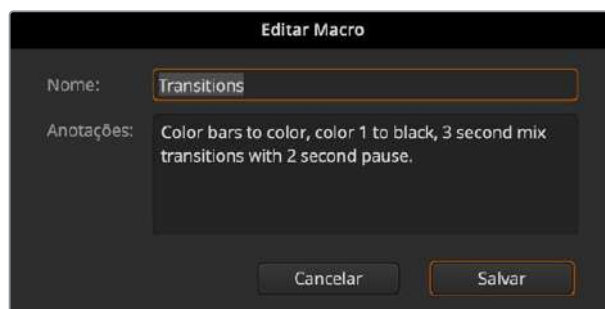 Editar Macro
Nome: Transitions
Anotações: Color bars to color, color 1 to black, 3 second mix
transitions with 2 second pause.
Cancelar Salvar